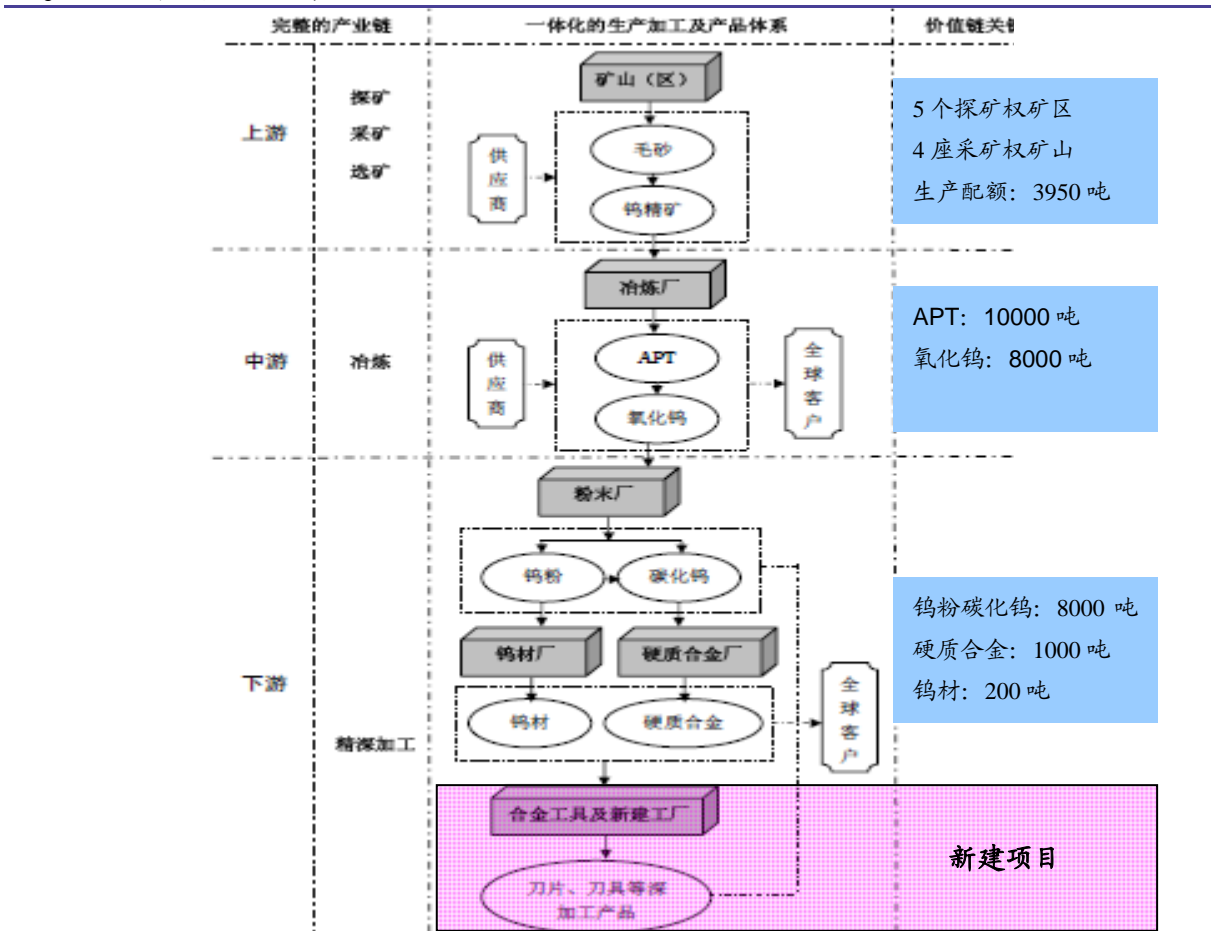 完整的产业链
一体化的生产加工及产品体系
价值链关
矿山（区）
探矿
5 个探矿权矿区
上游
采矿
供应商
毛砂
4 座采矿权矿山
选矿
钨精矿
生产配额：3950 吨
冶炼厂
APT：10000 吨
中游
冶炼
供应商
APT
全球客户
氧化钨：8000 吨
氧化钨
粉末厂
钨粉
碳化钨
钨粉碳化钨：8000 吨
钨材厂
硬质合金厂
硬质合金：1000 吨
下游
全球客户
钨材：200 吨
钨材
硬质合金
精深加工
合金工具及新建工厂
新建项目
刀片、刀具等深
加工产品